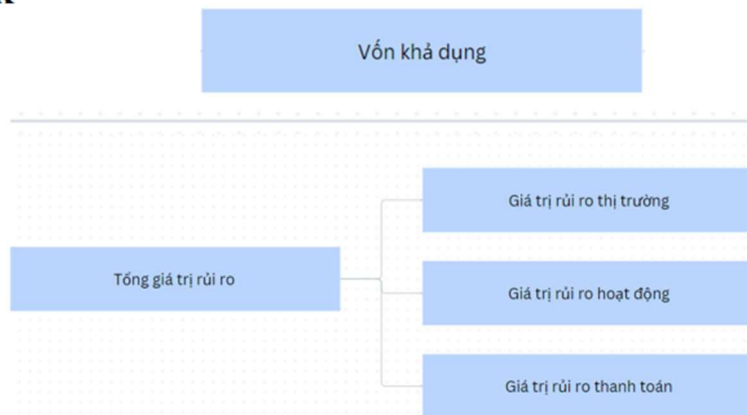 Vốn khả dụng
Giá trị rủi ro thị trường
Tổng giá trị rủi ro
Giá trị rủi ro hoạt động
Giá trị rủi ro thanh toán